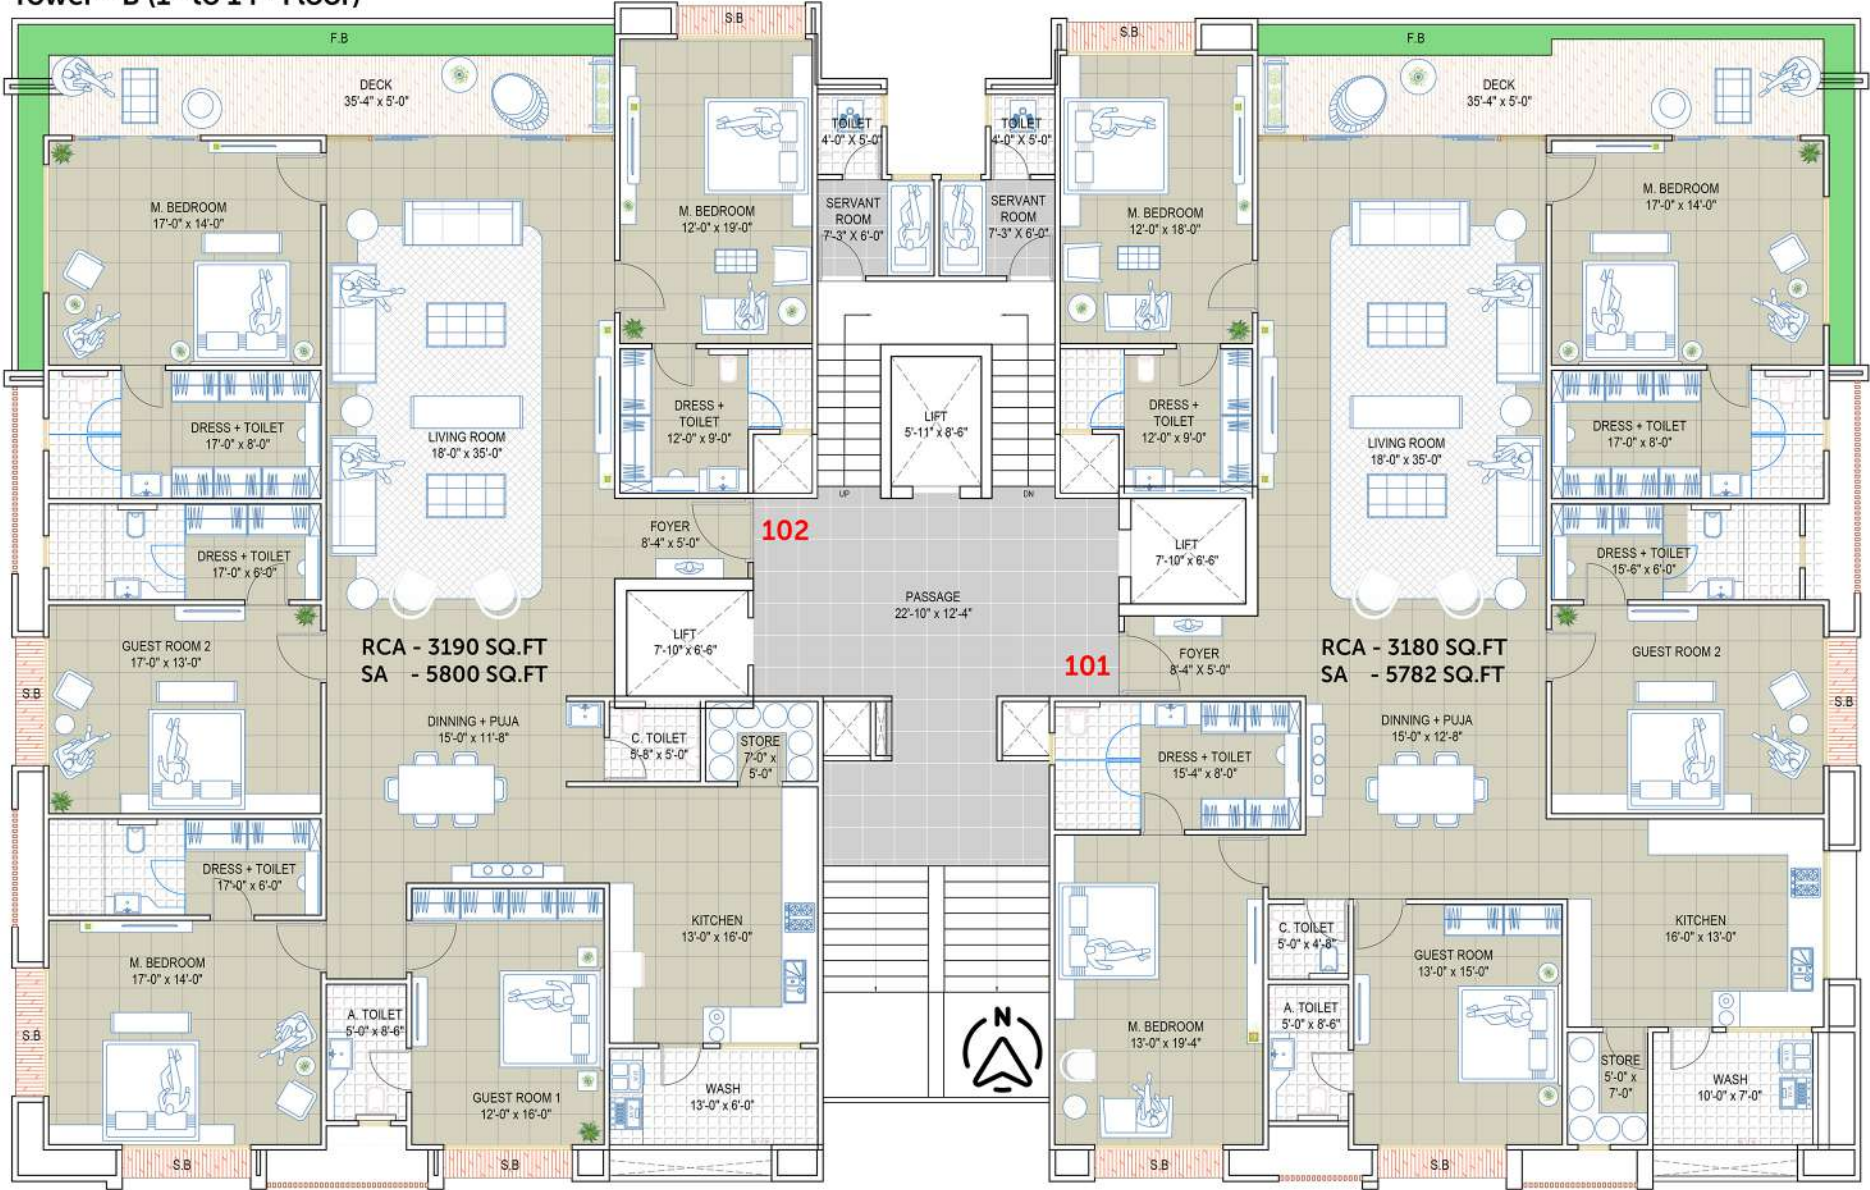 Tower - B (1st to 14th Floor)
F.B
S.B
S.B
F.B
DECK
35'-4" x 5'-0"
DECK
35'-4" x 5'-0"
TOILET
4'-0" X 5'-0"
TOILET
4'-0" X 5'-0"
M. BEDROOM
17'-0" x 14'-0"
M. BEDROOM
12'-0" x 19'-0"
SERVANT
ROOM
7'-3" X 6'-0"
SERVANT
ROOM
7'-3" X 6'-0"
M. BEDROOM
12'-0" x 18'-0"
M. BEDROOM
17'-0" x 14'-0"
DRESS + TOILET
17'-0" x 8'-0"
LIVING ROOM
18'-0" x 35'-0"
DRESS +
TOILET
12'-0" x 9'-0"
LIFT
5'-11" x 8'-6"
DRESS +
TOILET
12'-0" x 9'-0"
LIVING ROOM
18'-0" x 35'-0"
DRESS + TOILET
17'-0" x 8'-0"
UP
DN
FOYER
8'-4" x 5'-0"
102
LIFT
7'-10" x 6'-6"
DRESS + TOILET
17'-0" x 6'-0"
DRESS + TOILET
15'-6" x 6'-0"
PASSAGE
22'-10" x 12'-4"
GUEST ROOM 2
17'-0" x 13'-0"
RCA - 3190 SQ.FT
SA - 5800 SQ.FT
LIFT
7'-10" x 6'-6"
101
FOYER
8'-4" X 5'-0"
RCA - 3180 SQ.FT
SA - 5782 SQ.FT
GUEST ROOM 2
S.B
S.B
DINNING + PUJA
15'-0" x 11'-8"
C. TOILET
5'-8" x 5'-0"
STORE
7'-0" x
5'-0"
DRESS + TOILET
15'-4" x 8'-0"
DINNING + PUJA
15'-0" x 12'-8"
DRESS + TOILET
17'-0" x 6'-0"
M. BEDROOM
17'-0" x 14'-0"
KITCHEN
13'-0" x 16'-0"
C. TOILET
5'-0" x 4'-8"
GUEST ROOM
13'-0" x 15'-0"
KITCHEN
16'-0" x 13'-0"
S.B
A. TOILET
5'-0" x 8'-6"
N
M. BEDROOM
13'-0" x 19'-4"
A. TOILET
5'-0" x 8'-6"
GUEST ROOM 1
12'-0" x 16'-0"
WASH
13'-0" x 6'-0"
STORE
5'-0" x
7'-0"
WASH
10'-0" x 7'-0"
S.B
S.B
S.B
S.B